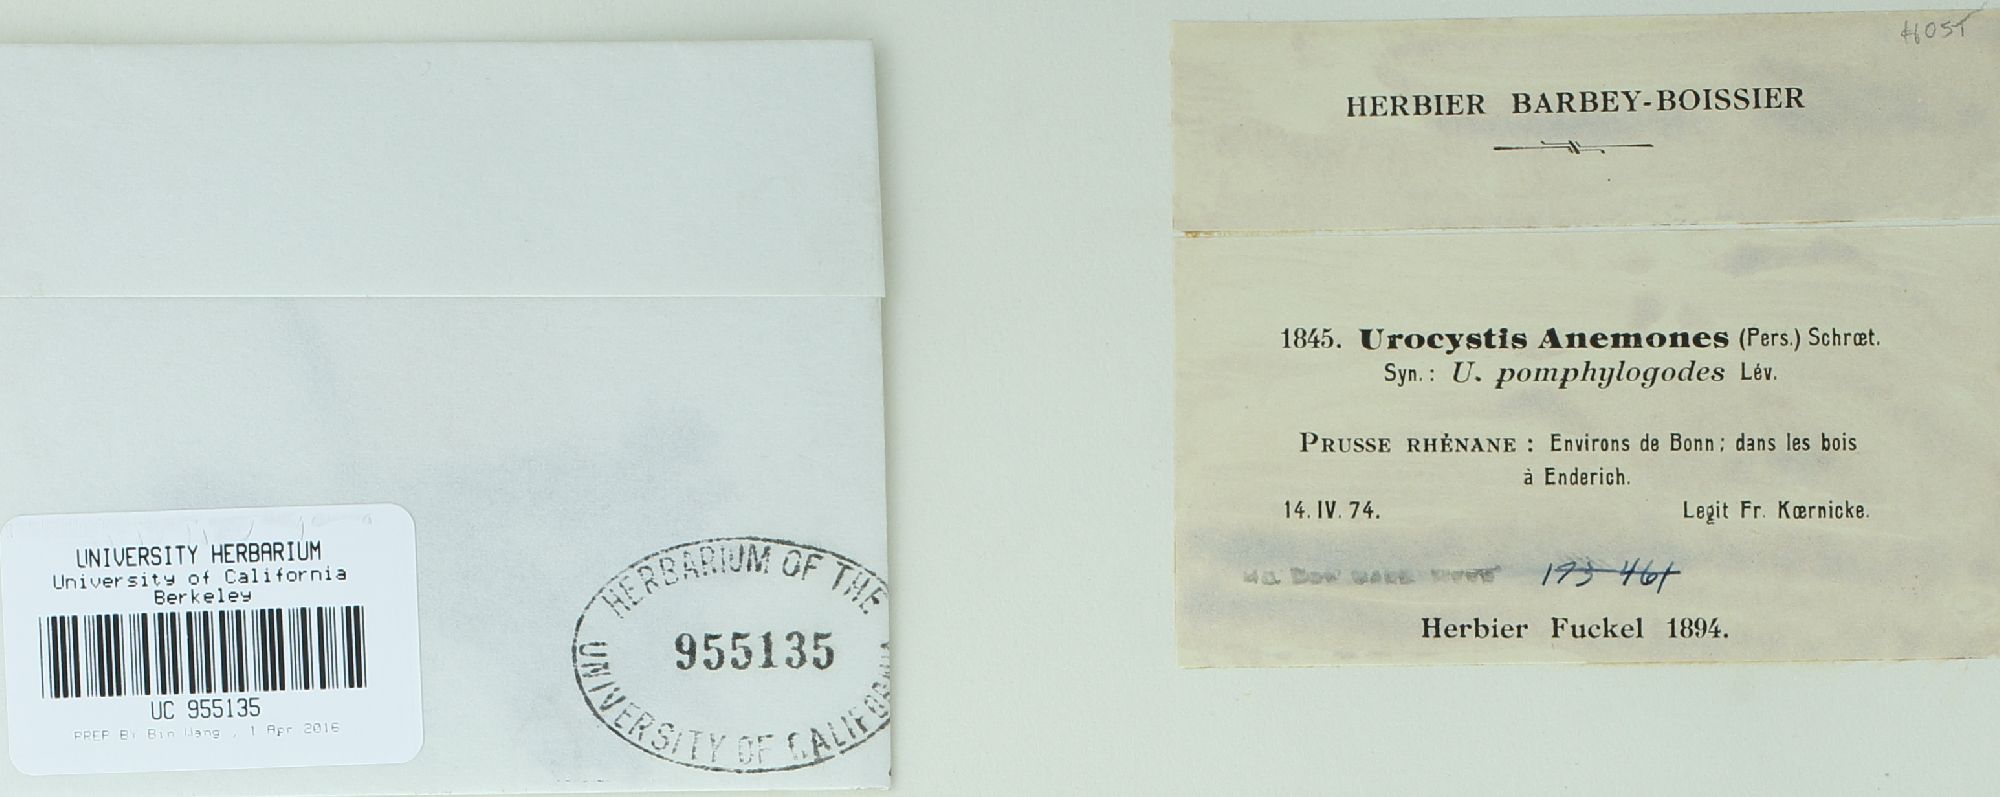 HOST
HERBIER BARBEY-BOISSIER
1845. Urocystis Anemones (Pers.) Schrœt.
Syn.: U. pomphylogodes Lév.
PRUSSE RHÉNANE : Environs de Bonn; dans les bois
à Enderich.
14. IV. 74. Legit Fr. Kœrnicke.
193 461
Herbier Fuckel 1894.
UNIVERSITY HERBARIUM
University of California
Berkeley
UC 955135
PREP By Bin Wang , 1 Apr 2016
HERBARIUM OF THE
955135
UNIVERSITY OF CALIFORNIA